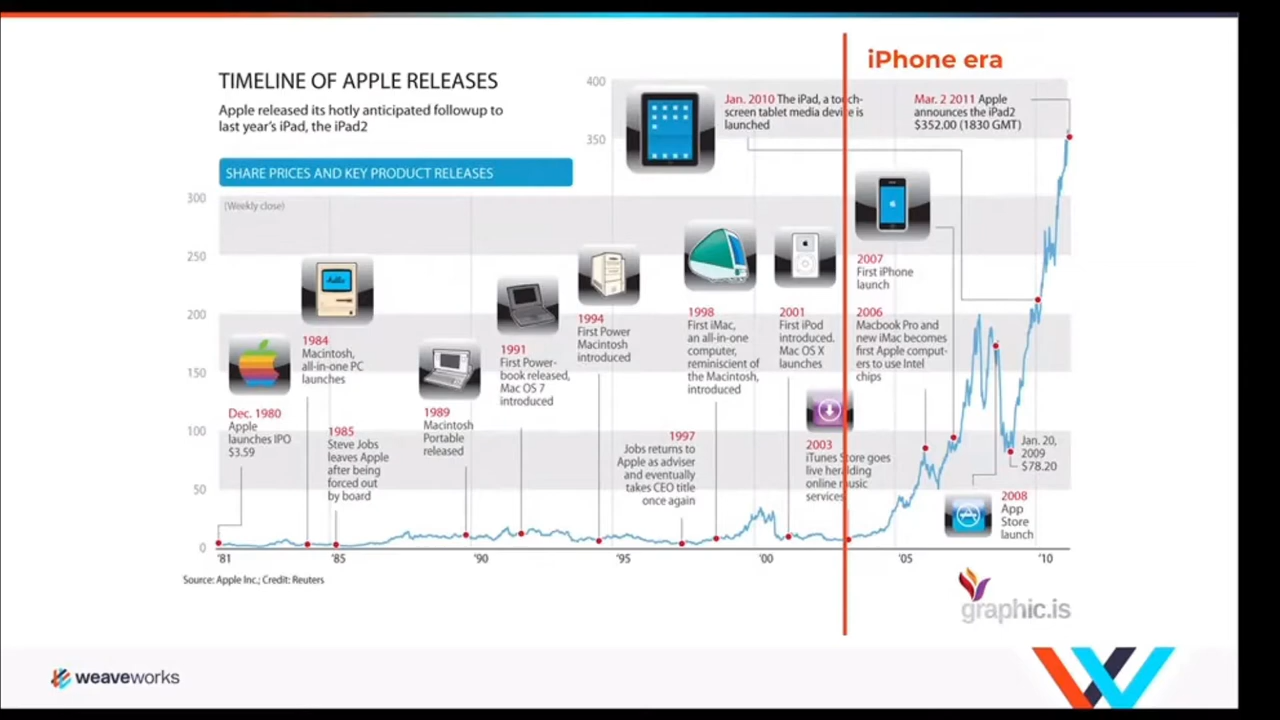 iPhone era
TIMELINE OF APPLE RELEASES
Apple released its hotly anticipated followup to
last year's iPad, the iPad2
SHARE PRICES AND KEY PRODUCT RELEASES
(Weekly close)
400
350
300
250
200
150
100
50
0
Jan. 2010 The iPad, a touch-
screen tablet media device is
launched
Mar. 2 2011 Apple
announces the iPad2
$352.00 (1830 GMT)
Dec. 1980
Apple
launches IPO
$3.59
1984
Macintosh,
all-in-one PC
launches
1985
Steve Jobs
leaves Apple
after being
forced out
by board
1989
Macintosh
Portable
released
1991
First Power-
book released,
Mac OS 7
introduced
1994
First Power
Macintosh
introduced
1997
Jobs returns to
Apple as adviser
and eventually
takes CEO title
once again
1998
First iMac,
an all-in-one
computer,
reminiscent of
the Macintosh,
introduced
2001
First iPod
introduced.
Mac OS X
launches
2003
iTunes Store goes
live heralding
online music
services
2006
Macbook Pro and
new iMac becomes
first Apple comput-
ers to use Intel
chips
2007
First iPhone
launch
2008
App
Store
launch
Jan. 20,
2009
$78.20
'81
'85
'90
'95
'00
'05
'10
Source: Apple Inc.; Credit: Reuters
graphic.is
weaveworks